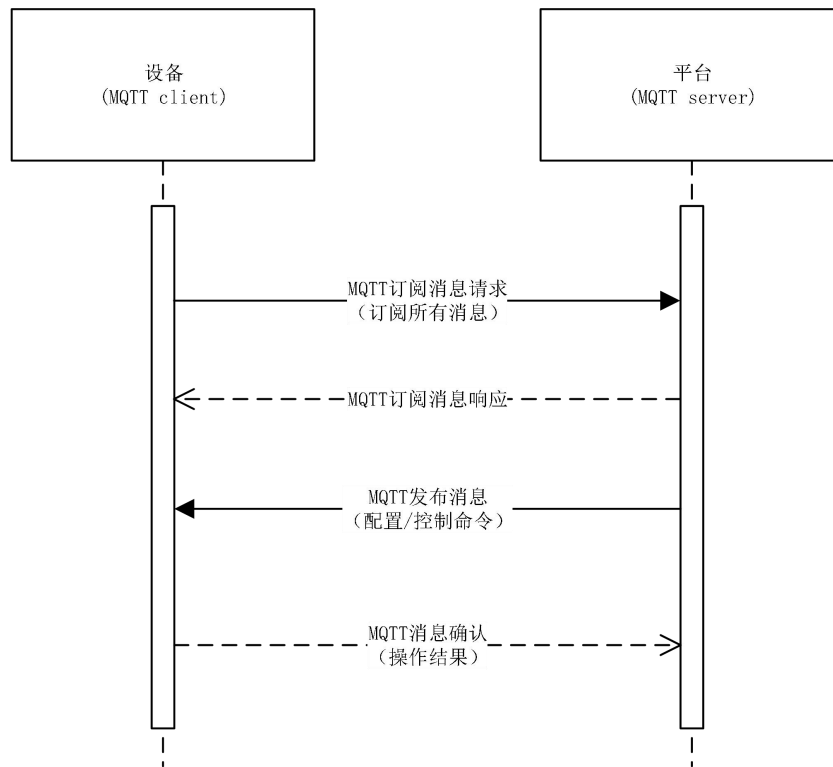 设备
(MQTT client)
平台
(MQTT server)
MQTT订阅消息请求
（订阅所有消息）
MQTT订阅消息响应
MQTT发布消息
（配置/控制命令）
MQTT消息确认
（操作结果）